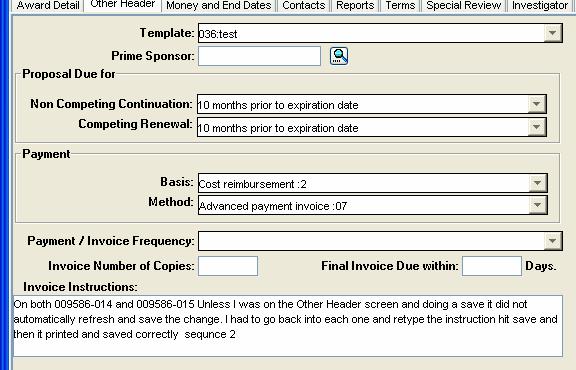 Award Detail Other Header Money and End Dates Contacts Reports Terms Special Review Investigator
Template: 036:test
Prime Sponsor:
Proposal Due for
Non Competing Continuation: 10 months prior to expiration date
Competing Renewal: 10 months prior to expiration date
Payment
Basis: Cost reimbursement :2
Method: Advanced payment invoice :07
Payment / Invoice Frequency:
Invoice Number of Copies: Final Invoice Due within: Days.
Invoice Instructions:
On both 009586-014 and 009586-015 Unless I was on the Other Header screen and doing a save it did not
automatically refresh and save the change. I had to go back into each one and retype the instruction hit save and
then it printed and saved correctly sequnce 2